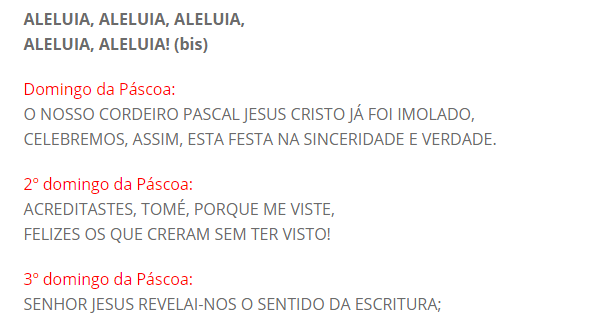 ALELUIA, ALELUIA, ALELUIA,
ALELUIA, ALELUIA! (bis)
Domingo da Páscoa:
O NOSSO CORDEIRO PASCAL JESUS CRISTO JÁ FOI IMOLADO,
CELEBREMOS, ASSIM, ESTA FESTA NA SINCERIDADE E VERDADE.
2º domingo da Páscoa:
ACREDITASTES, TOMÉ, PORQUE ME VISTE,
FELIZES OS QUE CRERAM SEM TER VISTO!
3º domingo da Páscoa:
SENHOR JESUS REVELAI-NOS O SENTIDO DA ESCRITURA;